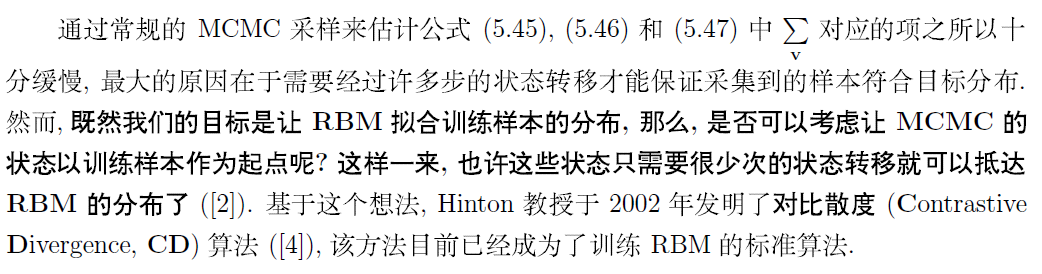 通过常规的 MCMC 采样来估计公式 (5.45), (5.46) 和 (5.47) 中 ∑ 对应的项之所以十
v
分缓慢, 最大的原因在于需要经过许多步的状态转移才能保证采集到的样本符合目标分布.
然而, 既然我们的目标是让 RBM 拟合训练样本的分布, 那么, 是否可以考虑让 MCMC 的
状态以训练样本作为起点呢? 这样一来, 也许这些状态只需要很少次的状态转移就可以抵达
RBM 的分布了 ([2]). 基于这个想法, Hinton 教授于 2002 年发明了对比散度 (Contrastive
Divergence, CD) 算法 ([4]), 该方法目前已经成为了训练 RBM 的标准算法.